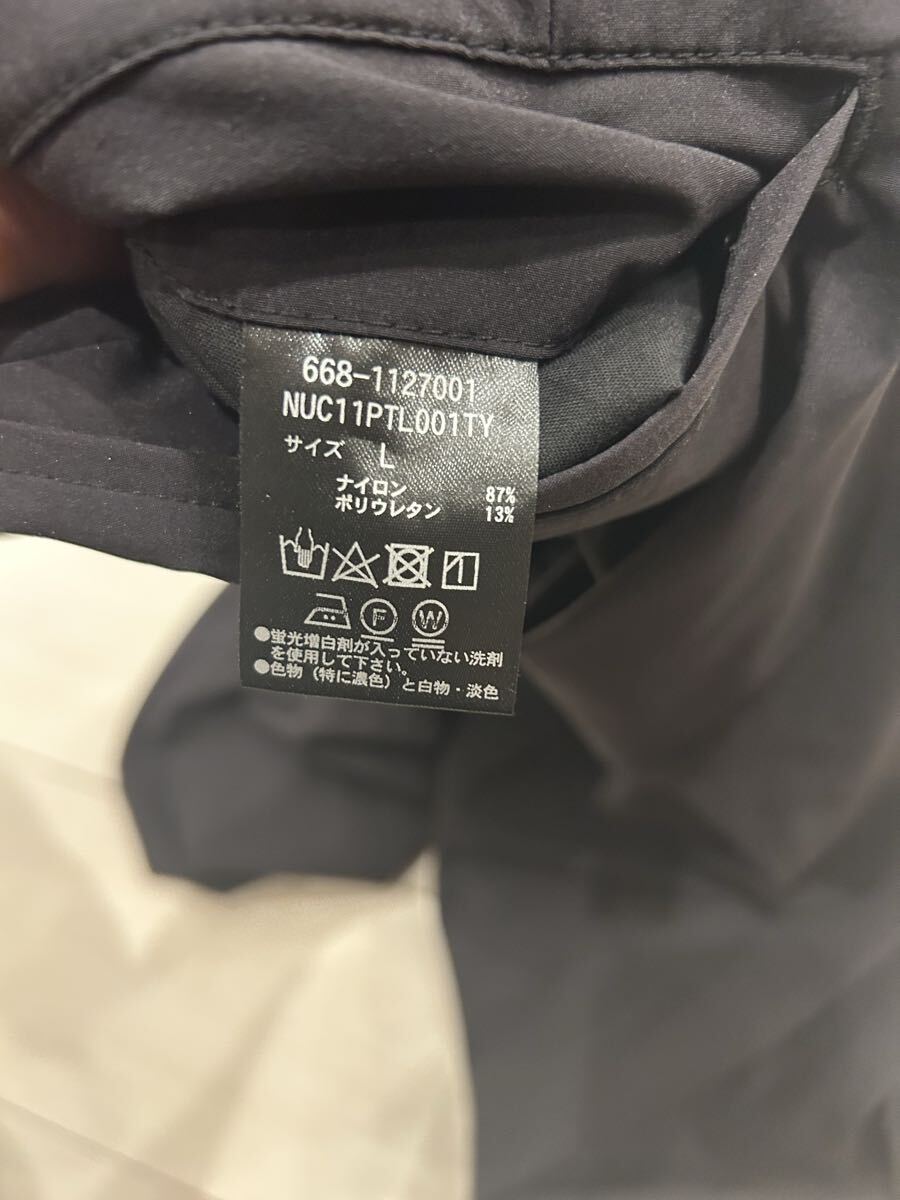 668-1127001
NUC11PTL001TY
サイズ L
ナイロン 87%
ポリウレタン 13%
F W
●蛍光増白剤が入っていない洗剤
を使用して下さい。
●色物（特に濃色）と白物・淡色